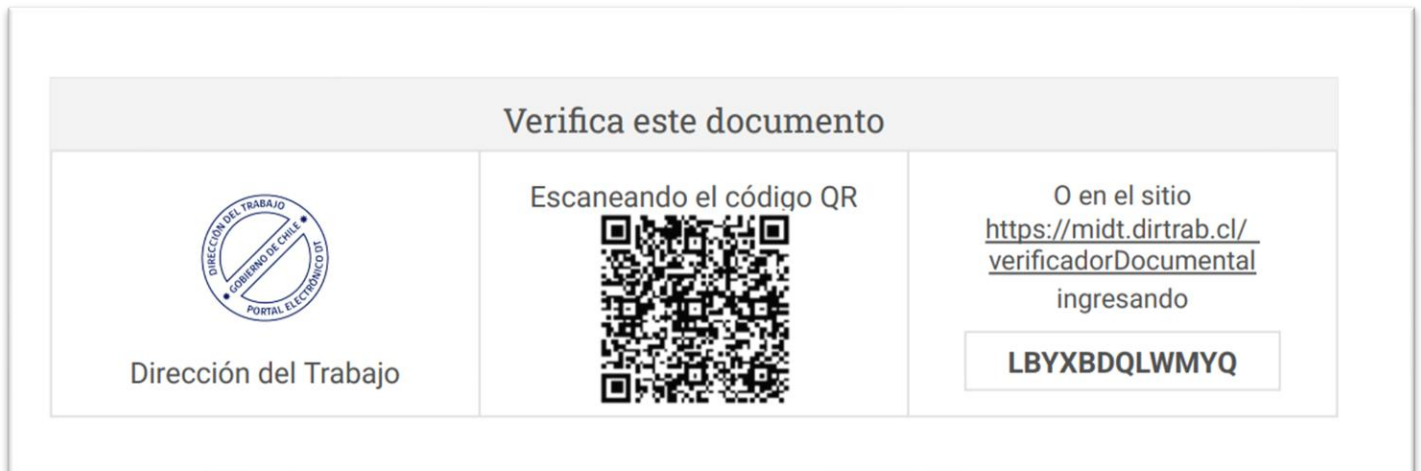 Verifica este documento
DIRECCIÓN DEL TRABAJO
GOBIERNO DE CHILE
PORTAL ELECTRÓNICO DT
Dirección del Trabajo
Escaneando el código QR
O en el sitio
https://midt.dirtrab.cl/
verificadorDocumental
ingresando
LBYXBDQLWMYQ